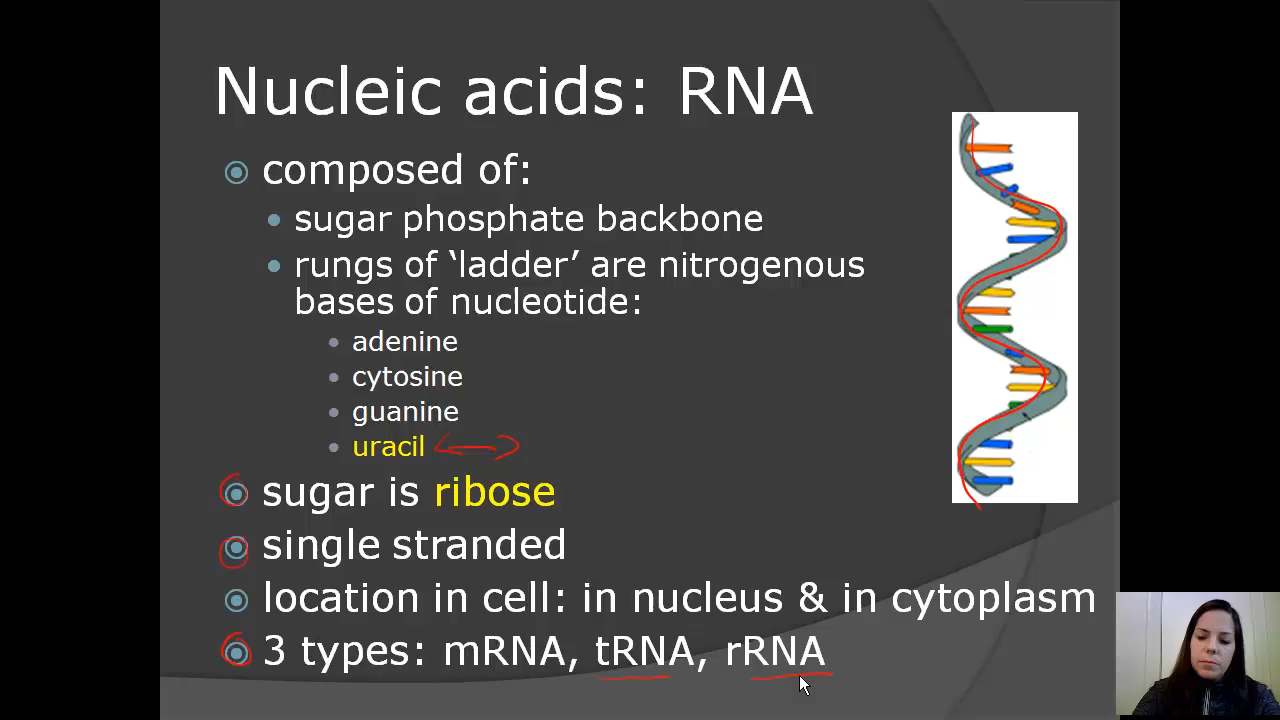 Nucleic acids: RNA
composed of:
sugar phosphate backbone
rungs of ‘ladder’ are nitrogenous
bases of nucleotide:
adenine
cytosine
guanine
uracil
sugar is ribose
single stranded
location in cell: in nucleus & in cytoplasm
3 types: mRNA, tRNA, rRNA